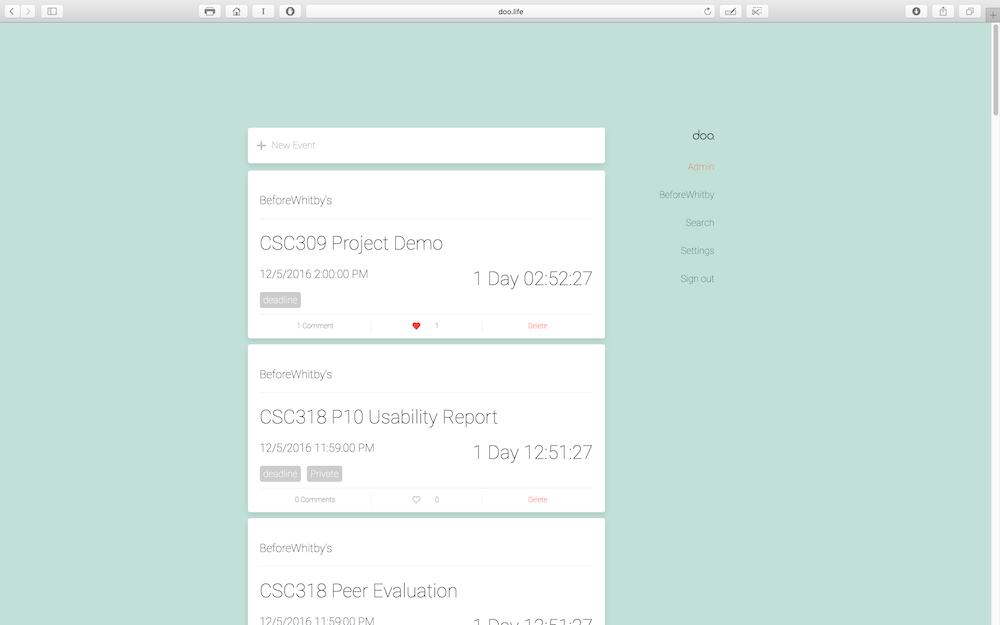 doo.life
New Event
BeforeWhitby's
CSC309 Project Demo
12/5/2016 2:00:00 PM
1 Day 02:52:27
deadline
1 Comment
1
Delete
BeforeWhitby's
CSC318 P10 Usability Report
12/5/2016 11:59:00 PM
1 Day 12:51:27
deadline Private
0 Comments
0
Delete
BeforeWhitby's
CSC318 Peer Evaluation
12/5/2016 11:59:00 PM
1 Day 12:51:27
doo.
Admin
BeforeWhitby
Search
Settings
Sign out